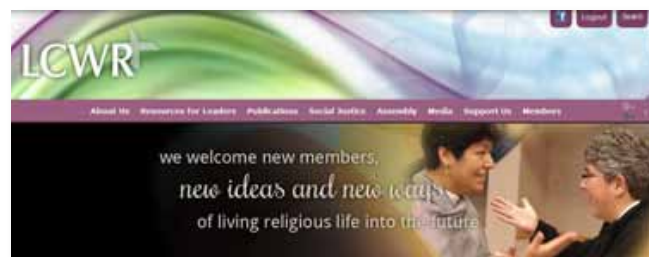 Logout Search
LCWR
About Us Resources for Leaders Publications Social Justice Assembly Media Support Us Members
we welcome new members,
new ideas and new ways
of living religious life into the future